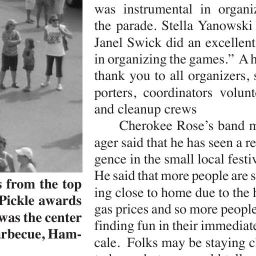 was instrumental in organiz
the parade. Stella Yanowski
Janel Swick did an excellent
in organizing the games." A h
thank you to all organizers, s
porters, coordinators volunt
and cleanup crews
Cherokee Rose's band m
ager said that he has seen a re
gence in the small local festiv
He said that more people are s
ing close to home due to the h
gas prices and so more people
finding fun in their immediate
cale. Folks may be staying cl
s from the top
Pickle awards
was the center
arbecue, Ham-